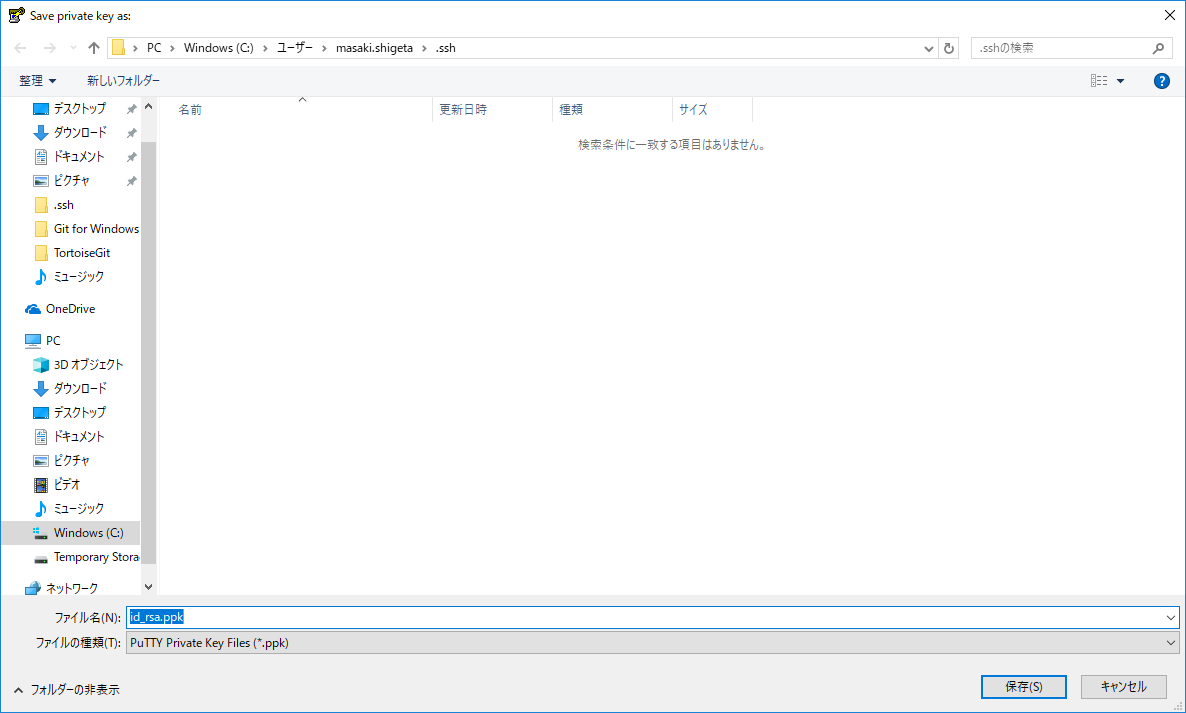 Save private key as:
PC › Windows (C:) › ユーザー › masaki.shigeta › .ssh
.sshの検索
整理
新しいフォルダー
名前
更新日時
種類
サイズ
検索条件に一致する項目はありません。
デスクトップ
ダウンロード
ドキュメント
ピクチャ
.ssh
Git for Windows
TortoiseGit
ミュージック
OneDrive
PC
3D オブジェクト
ダウンロード
デスクトップ
ドキュメント
ピクチャ
ビデオ
ミュージック
Windows (C:)
Temporary Stora
ネットワーク
ファイル名(N):
id_rsa.ppk
ファイルの種類(T):
PuTTY Private Key Files (*.ppk)
フォルダーの非表示
保存(S)
キャンセル